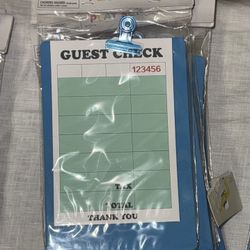 GUEST CHECK
123456
TAX
TOTAL
THANK YOU